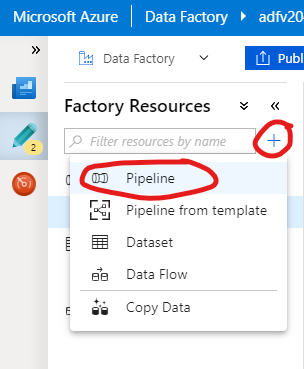 Microsoft Azure Data Factory adfv20
Data Factory Publ
Factory Resources
Filter resources by name
Pipeline
2
Pipeline from template
Dataset
Data Flow
Copy Data